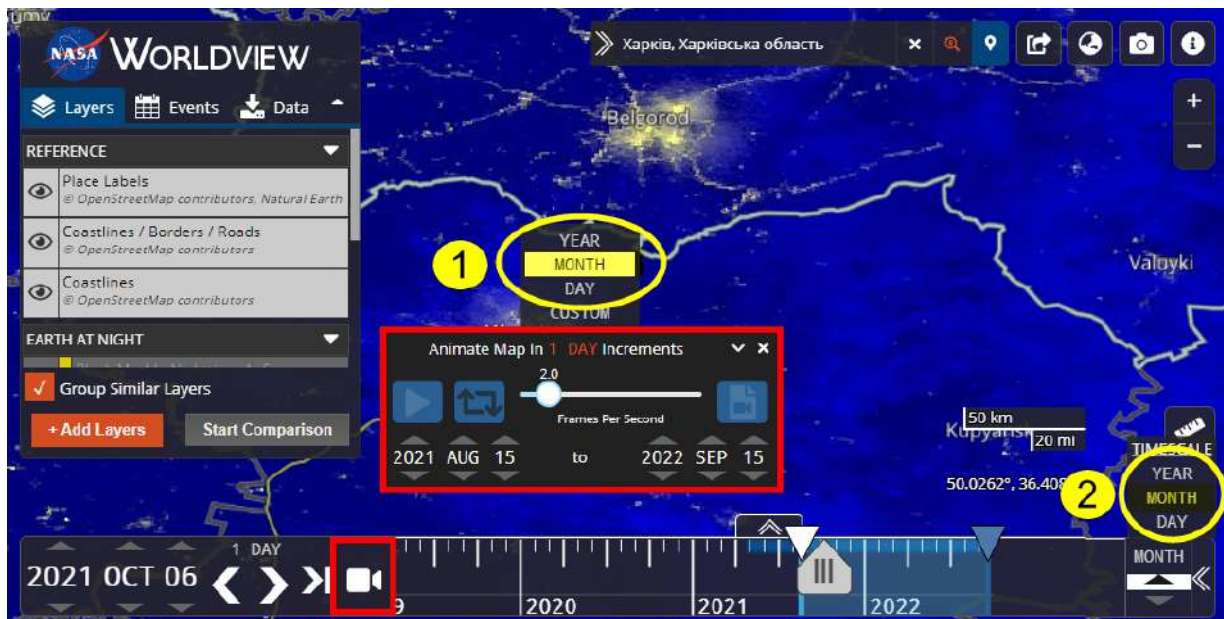 NASA WORLDVIEW
Layers Events Data
REFERENCE
Place Labels
© OpenStreetMap contributors, Natural Earth
Coastlines / Borders / Roads
© OpenStreetMap contributors
Coastlines
© OpenStreetMap contributors
EARTH AT NIGHT
Group Similar Layers
+ Add Layers Start Comparison
Харків, Харківська область
Belgorod
Valuyki
1
YEAR
MONTH
DAY
CUSTOM
Animate Map In 1 DAY Increments
2.0
Frames Per Second
2021 AUG 15 to 2022 SEP 15
50 km
20 mi
50.0262°, 36.408
TIMESCALE
2
YEAR
MONTH
DAY
1 DAY
2021 OCT 06
2020 2021 2022
MONTH